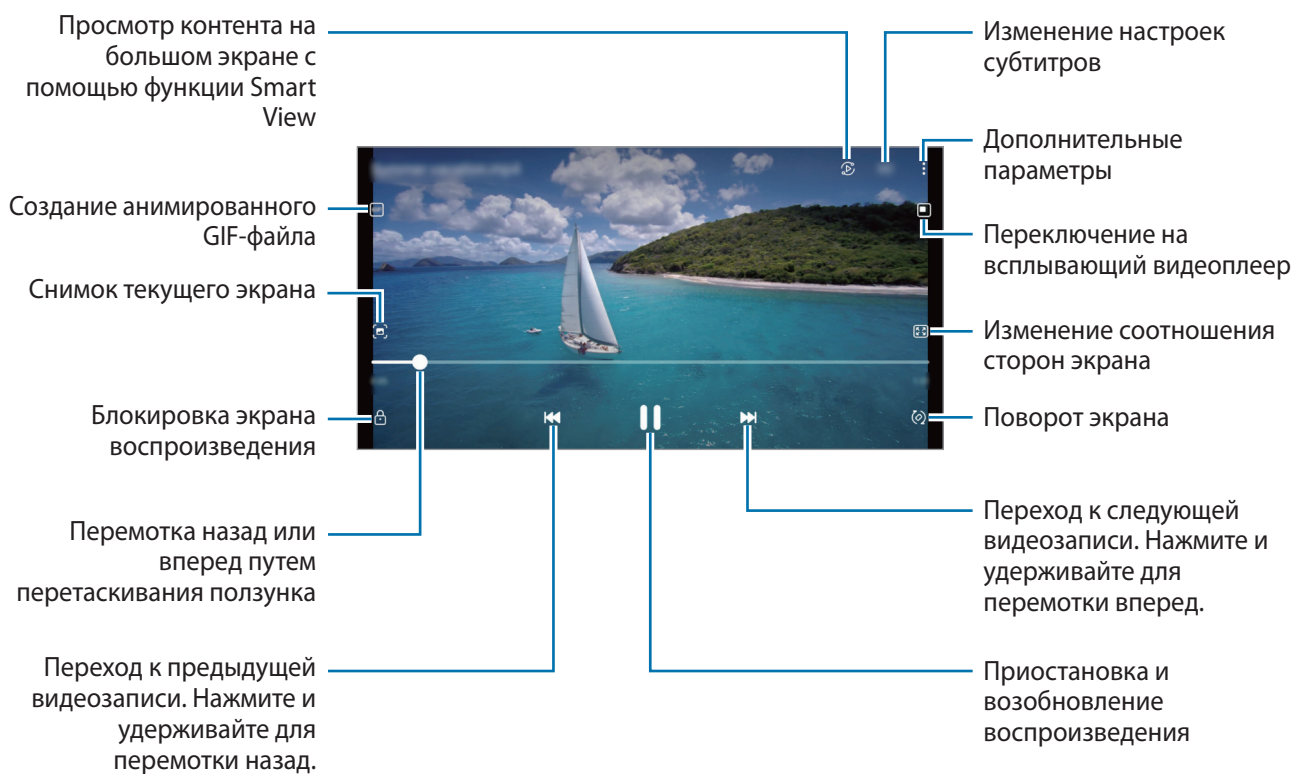 Просмотр контента на
большом экране с
помощью функции Smart
View
Создание анимированного
GIF-файла
Снимок текущего экрана
Блокировка экрана
воспроизведения
Перемотка назад или
вперед путем
перетаскивания ползунка
Переход к предыдущей
видеозаписи. Нажмите и
удерживайте для
перемотки назад.
Изменение настроек
субтитров
Дополнительные
параметры
Переключение на
всплывающий видеоплеер
Изменение соотношения
сторон экрана
Поворот экрана
Переход к следующей
видеозаписи. Нажмите и
удерживайте для
перемотки вперед.
Приостановка и
возобновление
воспроизведения